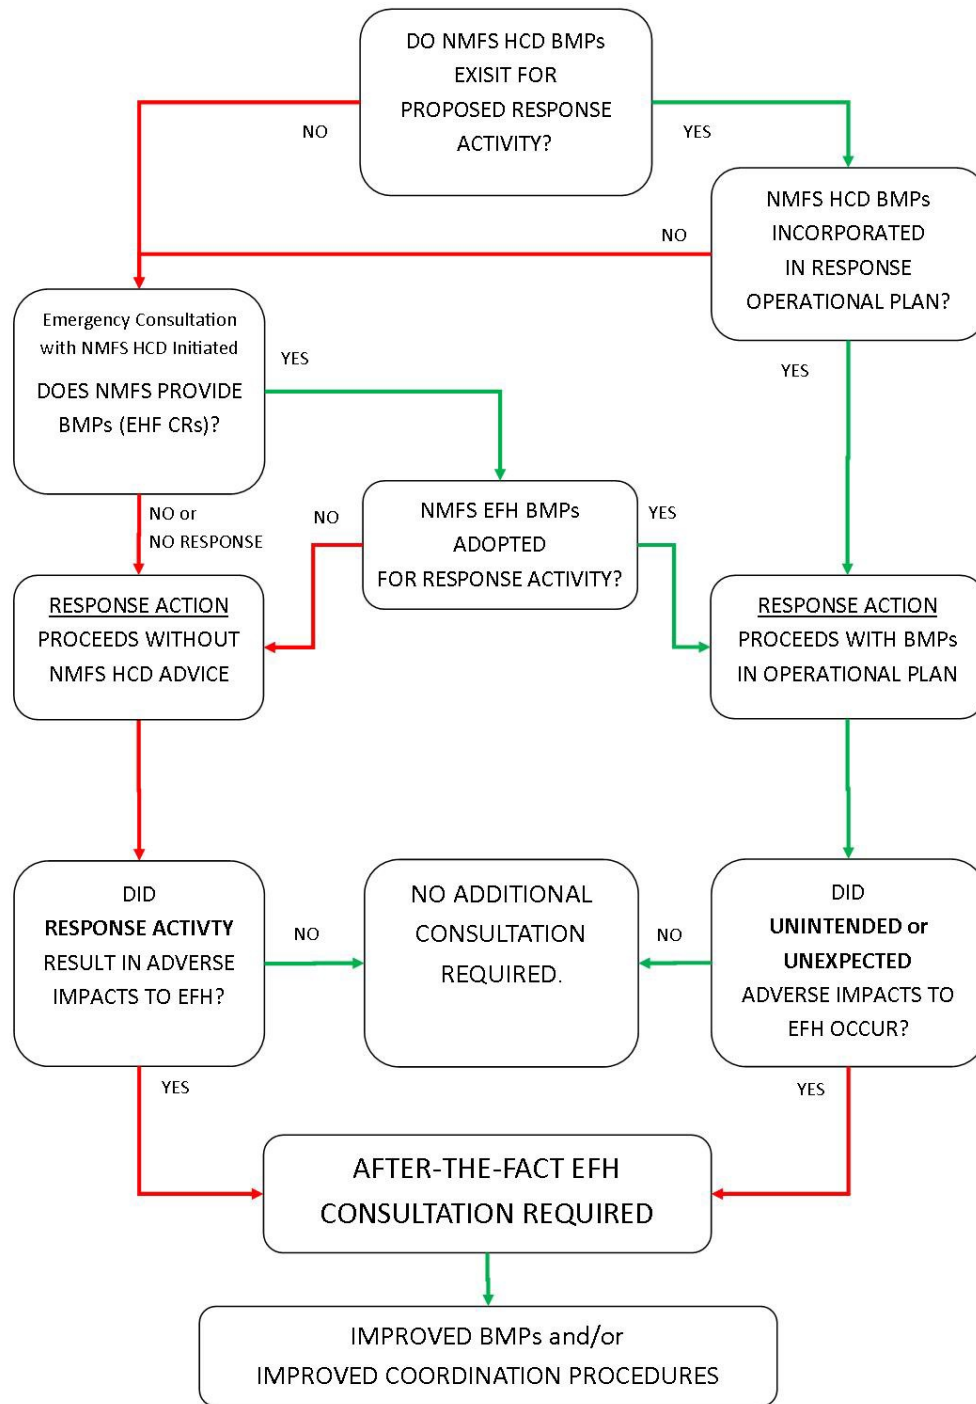 DO NMFS HCD BMPs
EXISIT FOR
PROPOSED RESPONSE
ACTIVITY?
NO
YES
NMFS HCD BMPs
INCORPORATED
IN RESPONSE
OPERATIONAL PLAN?
NO
YES
Emergency Consultation
with NMFS HCD Initiated
DOES NMFS PROVIDE
BMPs (EHF CRs)?
YES
NO or
NO RESPONSE
NMFS EFH BMPs
ADOPTED
FOR RESPONSE ACTIVITY?
NO
YES
RESPONSE ACTION
PROCEEDS WITHOUT
NMFS HCD ADVICE
RESPONSE ACTION
PROCEEDS WITH BMPs
IN OPERATIONAL PLAN
DID
RESPONSE ACTIVTY
RESULT IN ADVERSE
IMPACTS TO EFH?
NO
YES
NO ADDITIONAL
CONSULTATION
REQUIRED.
DID
UNINTENDED or
UNEXPECTED
ADVERSE IMPACTS TO
EFH OCCUR?
NO
YES
AFTER-THE-FACT EFH
CONSULTATION REQUIRED
IMPROVED BMPs and/or
IMPROVED COORDINATION PROCEDURES